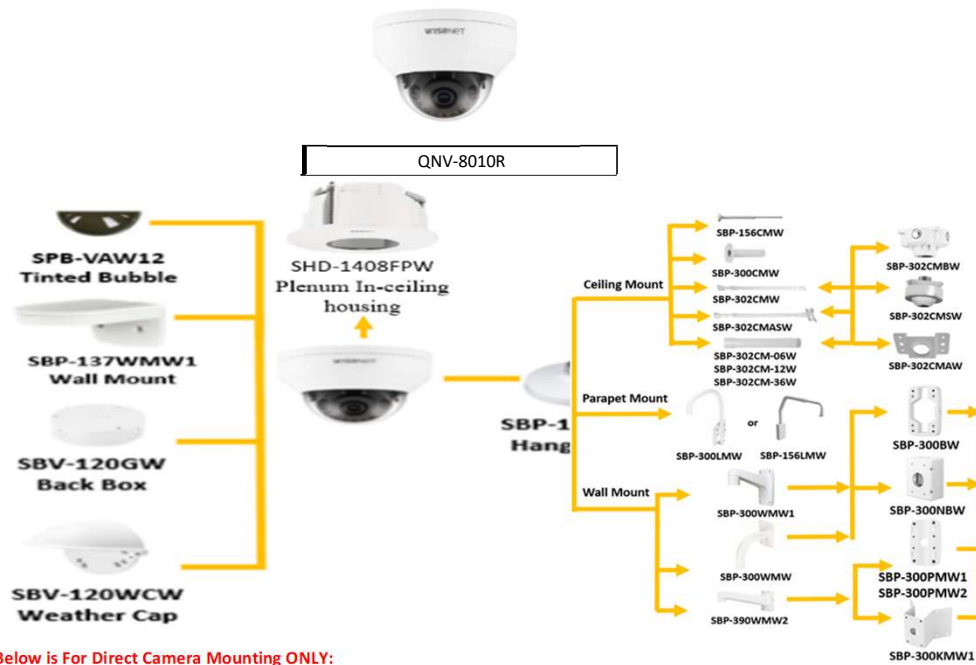 WISENET
QNV-8010R
SPB-VAW12
Tinted Bubble
SBP-137WMW1
Wall Mount
SBV-120GW
Back Box
SBV-120WCW
Weather Cap
SHD-1408FPW
Plenum In-ceiling
housing
SBP-1
Hang
Ceiling Mount
SBP-156CMW
SBP-300CMW
SBP-302CMW
SBP-302CMASW
SBP-302CM-06W
SBP-302CM-12W
SBP-302CM-36W
SBP-302CMBW
SBP-302CMSW
SBP-302CMAW
Parapet Mount
SBP-300LMW
or
SBP-156LMW
Wall Mount
SBP-300WMW1
SBP-300WMW
SBP-390WMW2
SBP-300BW
SBP-300NBW
SBP-300PMW1
SBP-300PMW2
SBP-300KMW1
Below is For Direct Camera Mounting ONLY: